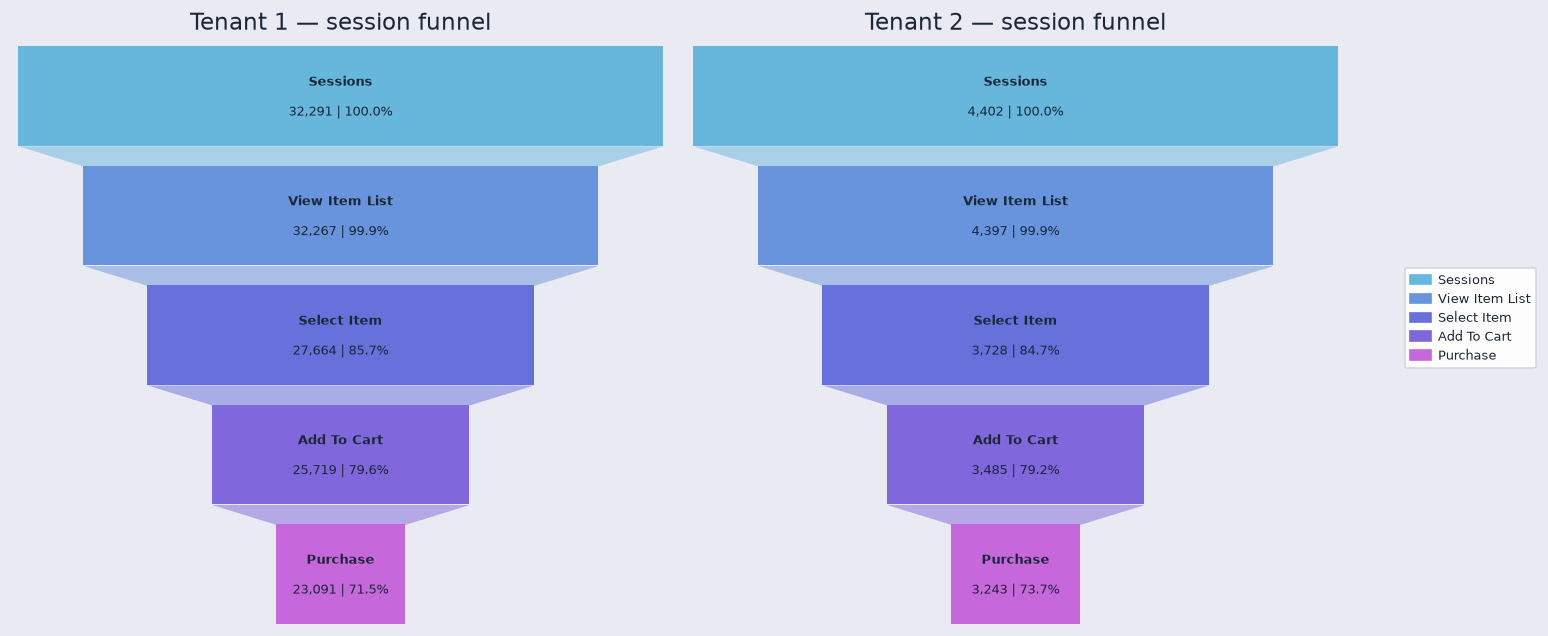 Tenant 1 — session funnel
Sessions
32,291 | 100.0%
View Item List
32,267 | 99.9%
Select Item
27,664 | 85.7%
Add To Cart
25,719 | 79.6%
Purchase
23,091 | 71.5%
Tenant 2 — session funnel
Sessions
4,402 | 100.0%
View Item List
4,397 | 99.9%
Select Item
3,728 | 84.7%
Add To Cart
3,485 | 79.2%
Purchase
3,243 | 73.7%
Sessions
View Item List
Select Item
Add To Cart
Purchase